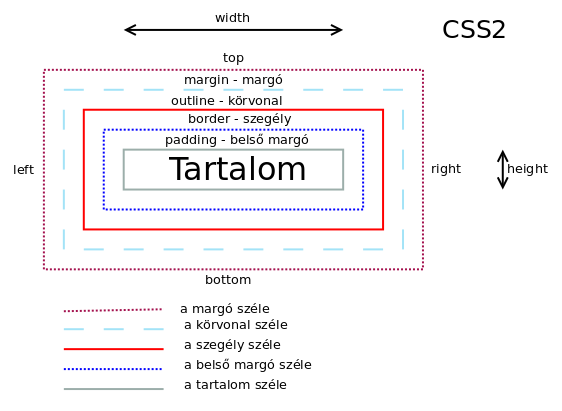 width
CSS2
top
margin - margó
outline - körvonal
border - szegély
padding - belső margó
Tartalom
left
right
height
bottom
a margó széle
a körvonal széle
a szegély széle
a belső margó széle
a tartalom széle